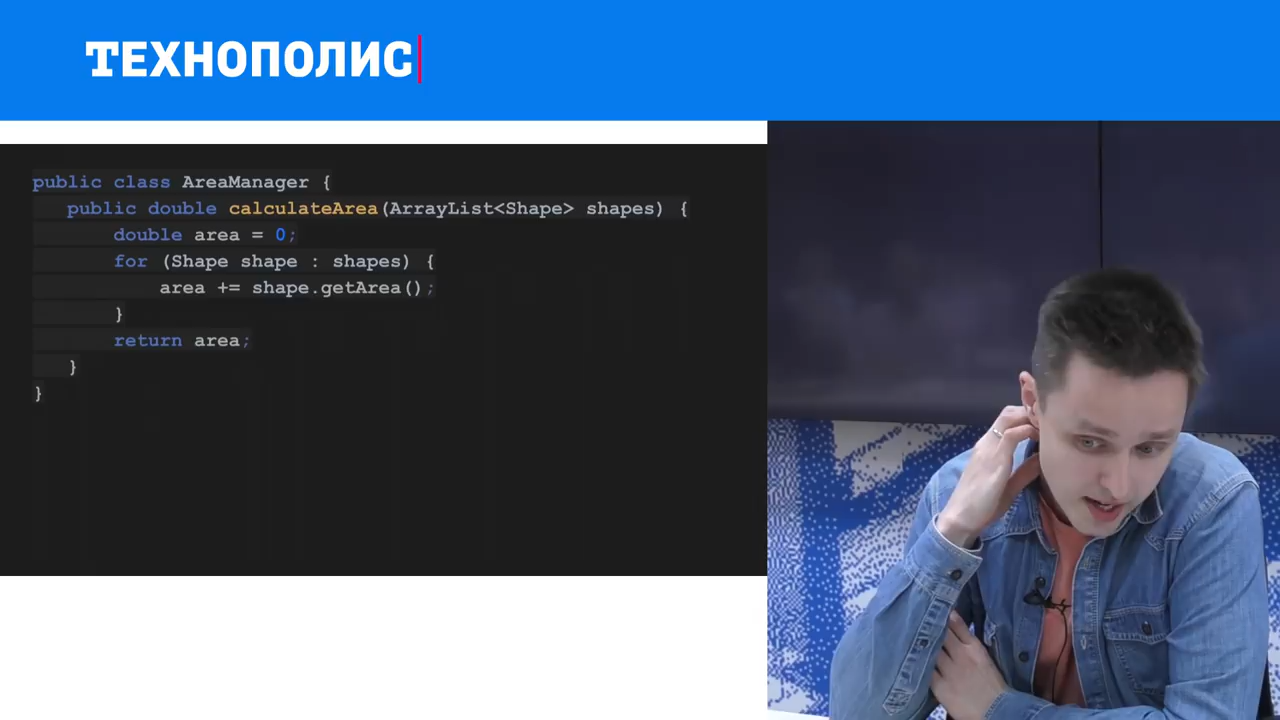 ТЕХНОПОЛИС
public class AreaManager {
public double calculateArea(ArrayList<Shape> shapes) {
double area = 0;
for (Shape shape : shapes) {
area += shape.getArea();
}
return area;
}
}